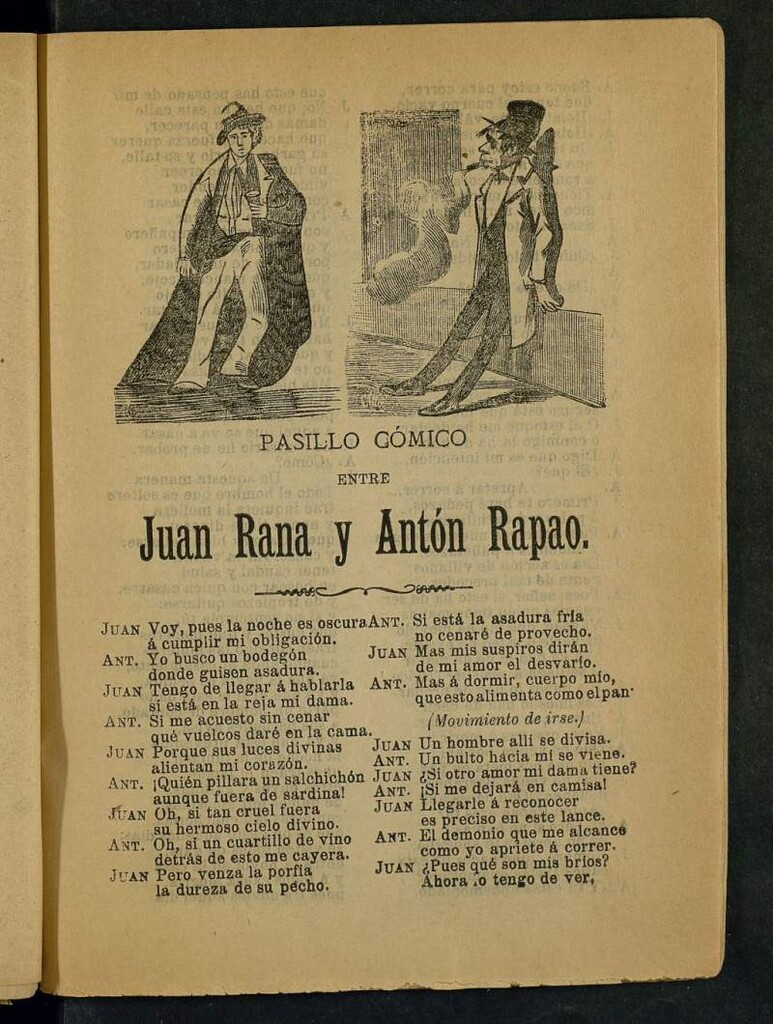 PASILLO CÓMICO
ENTRE
Juan Rana y Antón Rapao.
JUAN Voy, pues la noche es oscura
á cumplir mi obligación.
ANT. Yo busco un bodegón
donde guisen asadura.
JUAN Tengo de llegar á hablarla
si está en la reja mi dama.
ANT. Si me acuesto sin cenar
qué vuelcos daré en la cama.
JUAN Porque sus luces divinas
alientan mi corazón.
ANT. ¡Quién pillara un salchichón
aunque fuera de sardina!
JUAN Oh, si tan cruel fuera
su hermoso cielo divino.
ANT. Oh, si un cuartillo de vino
detrás de esto me cayera.
JUAN Pero venza la porfía
la dureza de su pecho.
ANT. Si está la asadura fría
no cenaré de provecho.
JUAN Mas mis suspiros dirán
de mi amor el desvarío.
ANT. Mas á dormir, cuerpo mío,
que esto alimenta como el pan.
(Movimiento de irse.)
JUAN Un hombre allí se divisa.
ANT. Un bulto hacia mí se viene.
JUAN ¿Si otro amor mi dama tiene?
ANT. ¡Si me dejará en camisa!
JUAN Llegarle á reconocer
es preciso en este lance.
ANT. El demonio que me alcance
como yo apriete á correr.
JUAN ¿Pues qué son mis bríos?
Ahora lo tengo de ver,